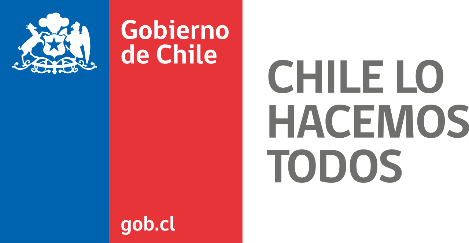 Gobierno
de Chile
gob.cl
CHILE LO
HACEMOS
TODOS